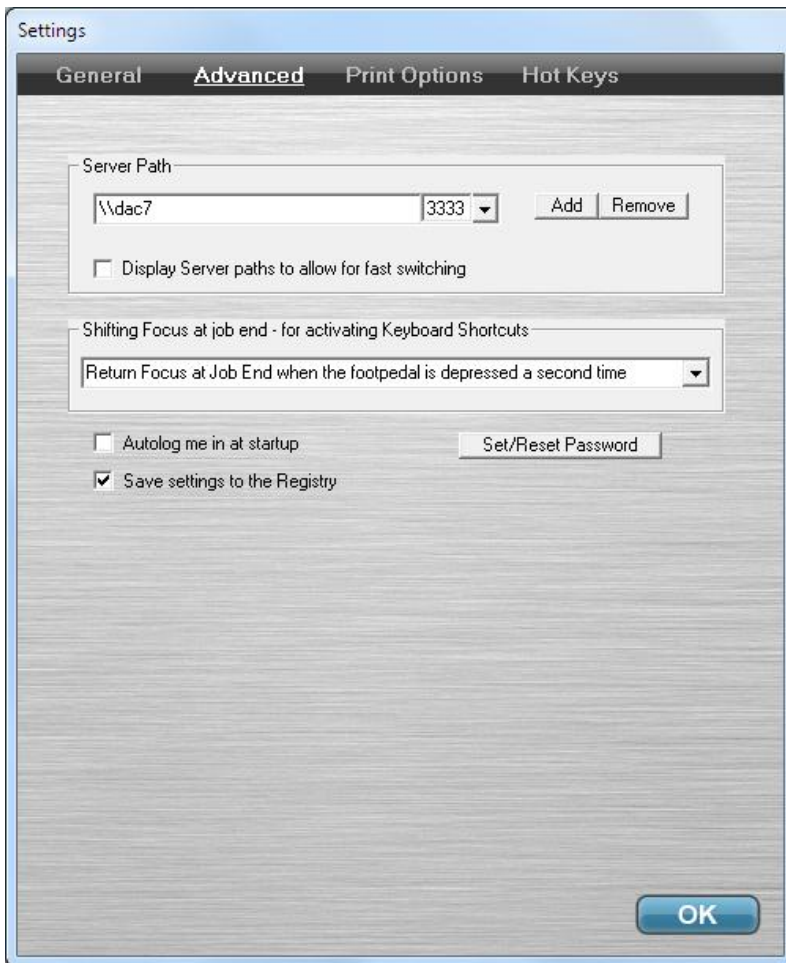 Settings
General Advanced Print Options Hot Keys
Server Path
\\dac7 3333 Add Remove
Display Server paths to allow for fast switching
Shifting Focus at job end - for activating Keyboard Shortcuts
Return Focus at Job End when the footpedal is depressed a second time
Autolog me in at startup Set/Reset Password
Save settings to the Registry
OK